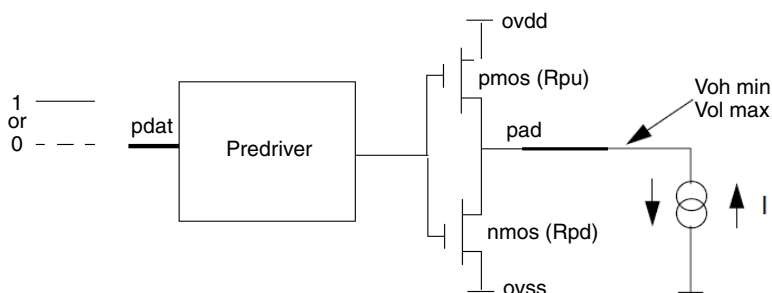 ovdd
pmos (Rpu)
Voh min
Vol max
1
or
0
pdat
Predriver
pad
I
nmos (Rpd)
ovss